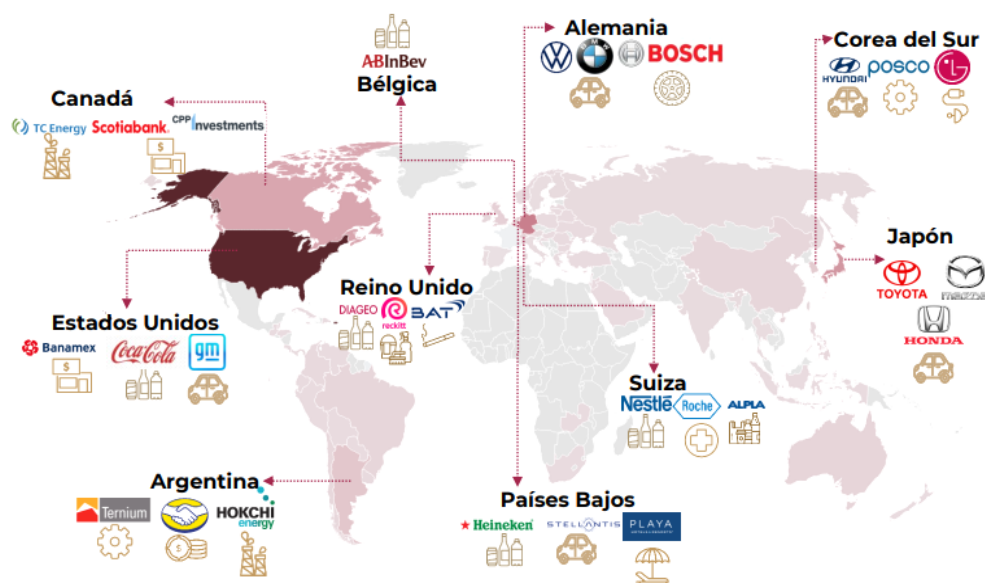 Alemania
BMW
BOSCH
Corea del Sur
HYUNDAI
posco
LG
ABInBev
Bélgica
Canadá
TC Energy
Scotiabank
CPP Investments
$
Japón
TOYOTA
mazda
HONDA
Reino Unido
DIAGEO
reckitt
BAT
Estados Unidos
Banamex
Coca-Cola
gm
$
Suiza
Nestlé
Roche
ALPLA
Argentina
Ternium
HOKCHI
energy
$
Países Bajos
Heineken
STELLANTIS
PLAYA